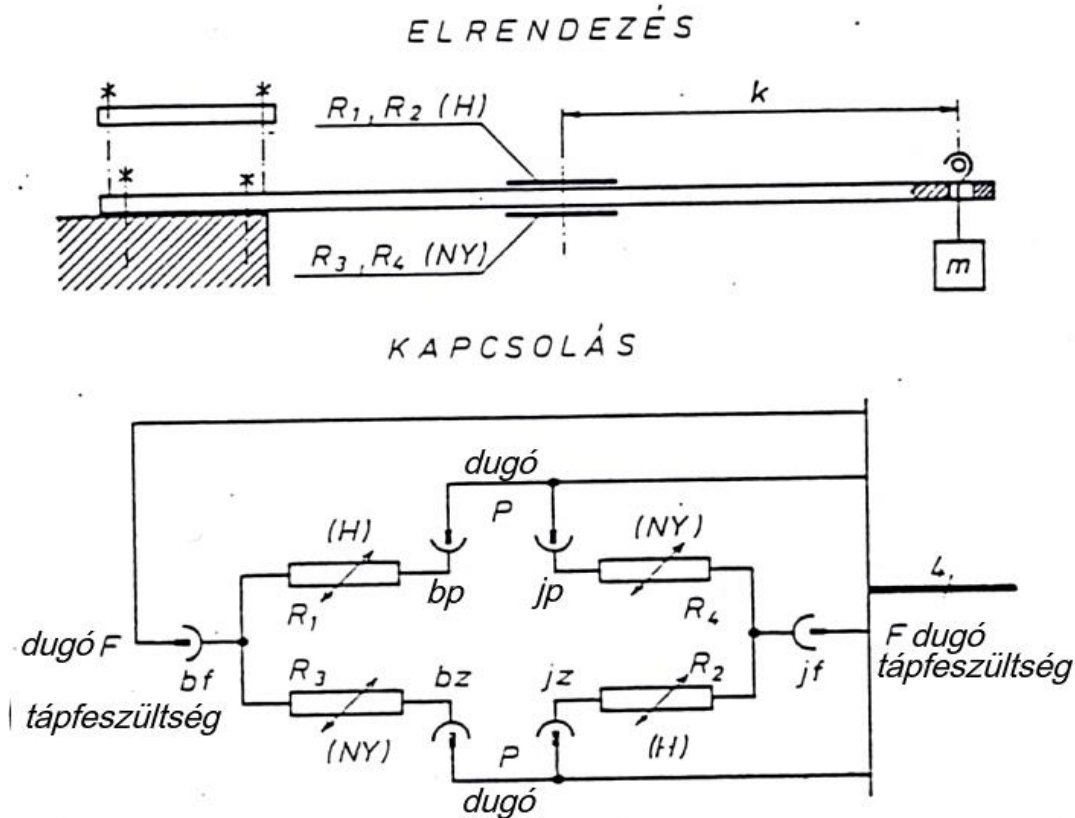 ELRENDEZÉS
k
R1, R2 (H)
R3, R4 (NY)
m
KAPCSOLÁS
dugó
P
(H)
(NY)
bp
jp
R1
R4
4,
dugó F
bf
R3
bz
jz
R2
jf
F dugó
tápfeszültség
tápfeszültség
(NY)
P
(H)
dugó